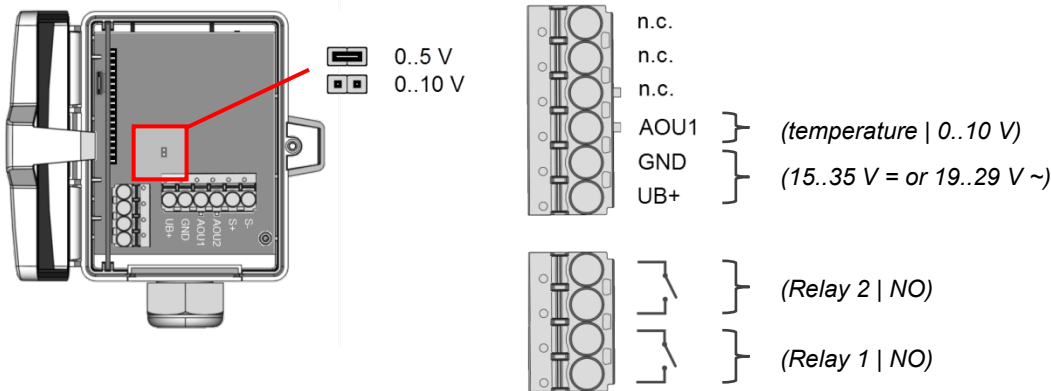 0..5 V
0..10 V
UB+
GND
AOU1
AOU2
S+
S-
n.c.
n.c.
n.c.
AOU1
(temperature | 0..10 V)
GND
(15..35 V = or 19..29 V ~)
UB+
(Relay 2 | NO)
(Relay 1 | NO)